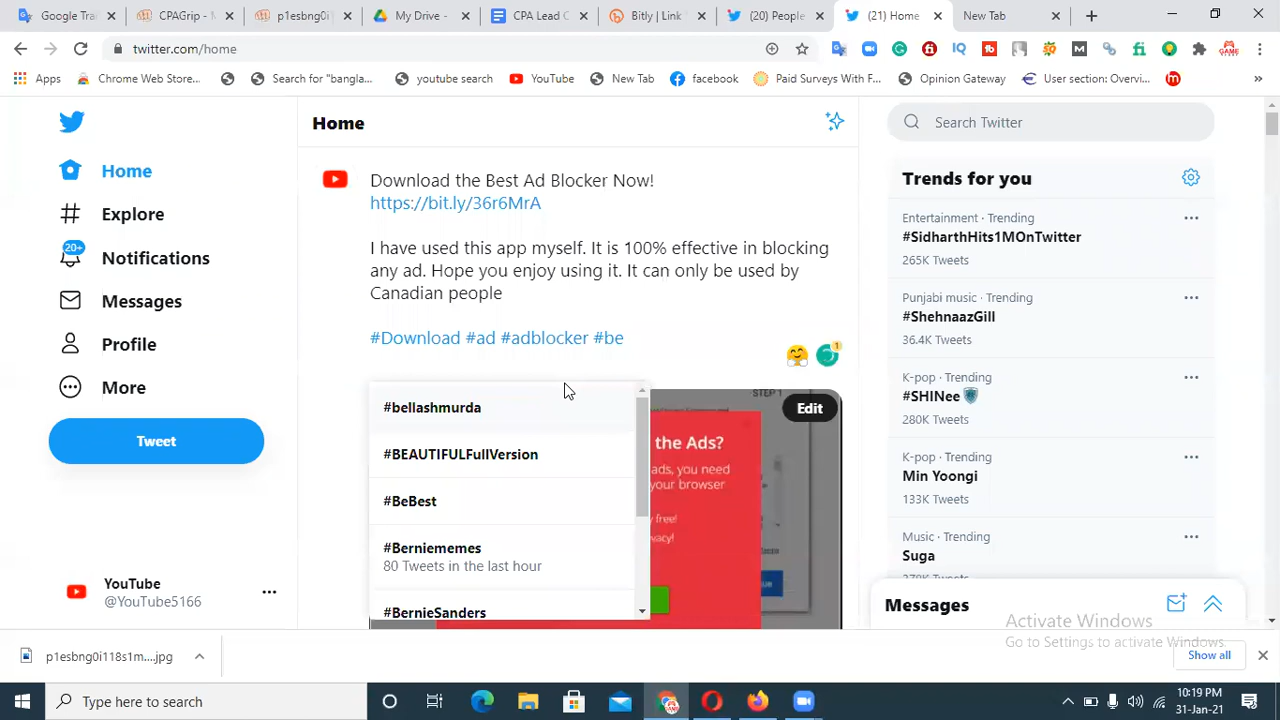 Google Trai
PAGrip - M
p1esbng0i1
My Drive -
CPA Lead C
Bitly | Link
(20) People
(21) Home
New Tab
twitter.com/home
Apps
Chrome Web Store...
Search for "bangla...
youtube search
YouTube
New Tab
facebook
Paid Surveys With F...
Opinion Gateway
User section: Overvi...
Home
Explore
20+
Notifications
Messages
Profile
More
Tweet
YouTube
@YouTube5166
Home
Download the Best Ad Blocker Now!
https://bit.ly/36r6MrA
I have used this app myself. It is 100% effective in blocking
any ad. Hope you enjoy using it. It can only be used by
Canadian people
#Download #ad #adblocker #be
1
#bellashmurda
#BEAUTIFULFullVersion
#BeBest
#Berniememes
80 Tweets in the last hour
#BernieSanders
STEP 1
Edit
the Ads?
ads, you need
your browser
y free!
Search Twitter
Trends for you
Entertainment · Trending
#SidharthHits1MOnTwitter
265K Tweets
Punjabi music · Trending
#ShehnaazGill
36.4K Tweets
K-pop · Trending
#SHINee
280K Tweets
K-pop · Trending
Min Yoongi
133K Tweets
Music · Trending
Suga
Messages
Activate Windows
Go to Settings to activate Windows.
p1esbng0i118s1m....jpg
Show all
Type here to search
10:19 PM
31-Jan-21